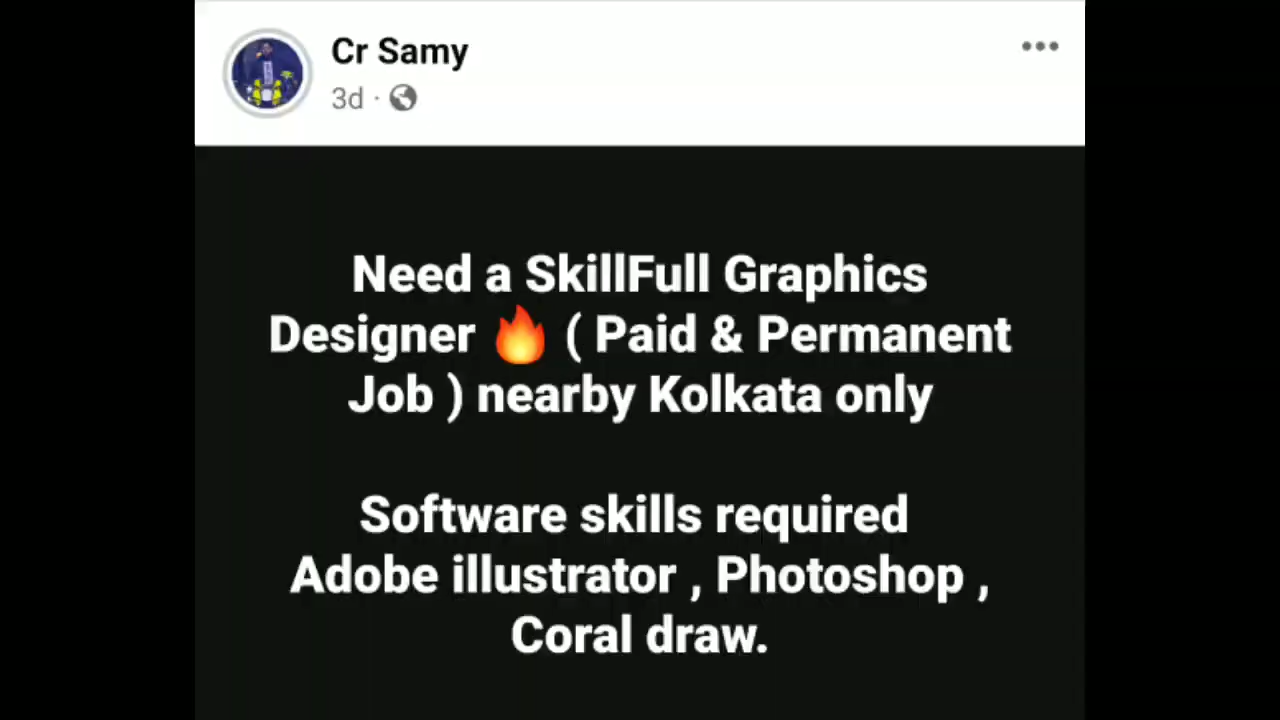 Cr Samy
3d ·
Need a SkillFull Graphics
Designer 🔥 ( Paid & Permanent
Job ) nearby Kolkata only
Software skills required
Adobe illustrator , Photoshop ,
Coral draw.